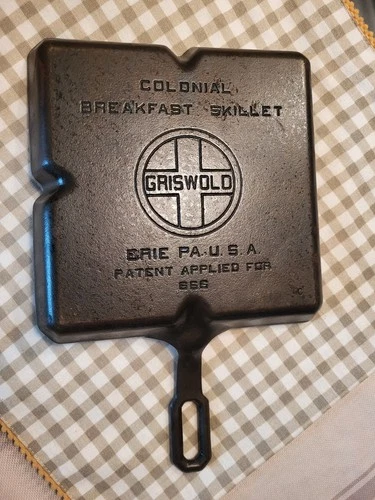 COLONIAL
BREAKFAST SKILLET
GRISWOLD
ERIE PA. U.S.A
PATENT APPLIED FOR
666